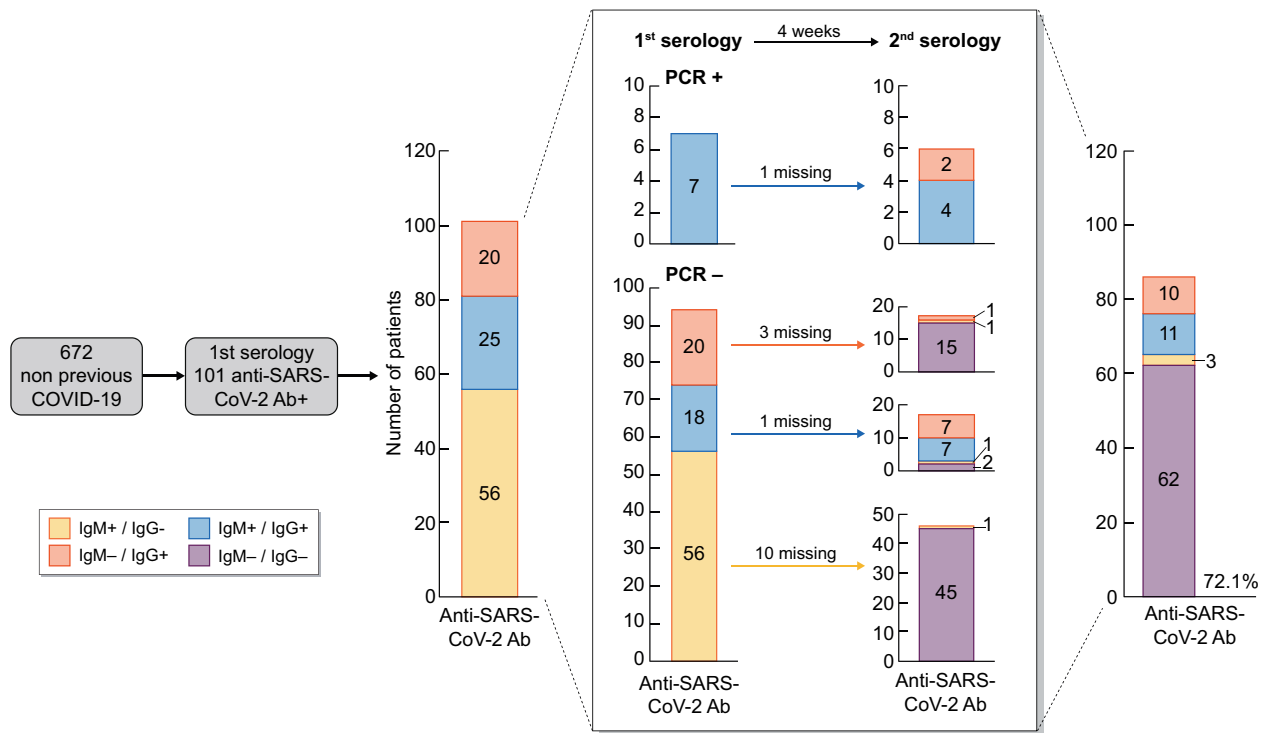 672
non previous
COVID-19
1st serology
101 anti-SARS-
CoV-2 Ab+
IgM+ / IgG-
IgM+ / IgG+
IgM– / IgG+
IgM– / IgG–
Number of patients
120
100
80
60
40
20
0
20
25
56
Anti-SARS-
CoV-2 Ab
1st serology
4 weeks
2nd serology
PCR +
10
8
6
4
2
0
7
1 missing
10
8
6
4
2
0
2
4
PCR –
100
90
80
70
60
50
40
30
20
10
0
20
18
56
Anti-SARS-
CoV-2 Ab
3 missing
20
10
0
1
1
15
1 missing
20
10
0
7
7
1
2
10 missing
50
40
30
20
10
0
1
45
Anti-SARS-
CoV-2 Ab
120
100
80
60
40
20
0
10
11
3
62
72.1%
Anti-SARS-
CoV-2 Ab